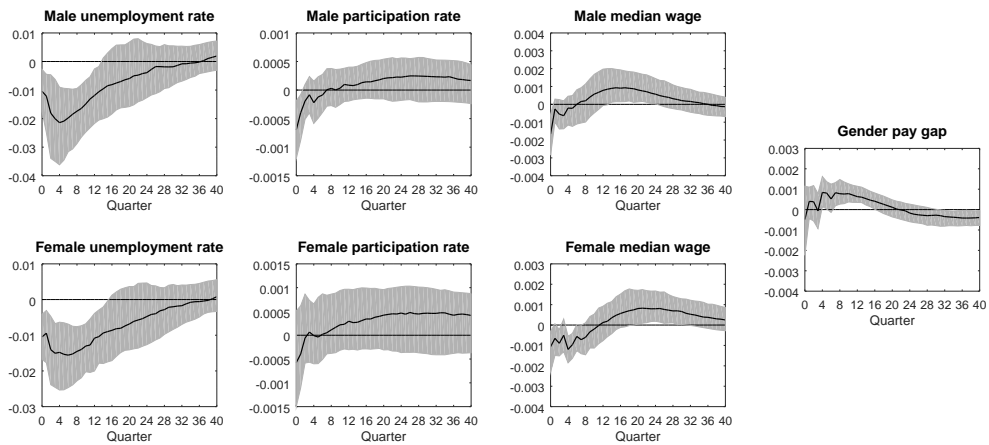 Male unemployment rate
0.01
0
-0.01
-0.02
-0.03
-0.04
0 4 8 12 16 20 24 28 32 36 40
Quarter
Male participation rate
0.001
0.0005
0
-0.0005
-0.001
-0.0015
0 4 8 12 16 20 24 28 32 36 40
Quarter
Male median wage
0.004
0.003
0.002
0.001
0
-0.001
-0.002
-0.003
-0.004
0 4 8 12 16 20 24 28 32 36 40
Quarter
Gender pay gap
0.003
0.002
0.001
0
-0.001
-0.002
-0.003
-0.004
0 4 8 12 16 20 24 28 32 36 40
Quarter
Female unemployment rate
0.01
0
-0.01
-0.02
-0.03
0 4 8 12 16 20 24 28 32 36 40
Quarter
Female participation rate
0.0015
0.001
0.0005
0
-0.0005
-0.001
-0.0015
0 4 8 12 16 20 24 28 32 36 40
Quarter
Female median wage
0.003
0.002
0.001
0
-0.001
-0.002
-0.003
-0.004
0 4 8 12 16 20 24 28 32 36 40
Quarter